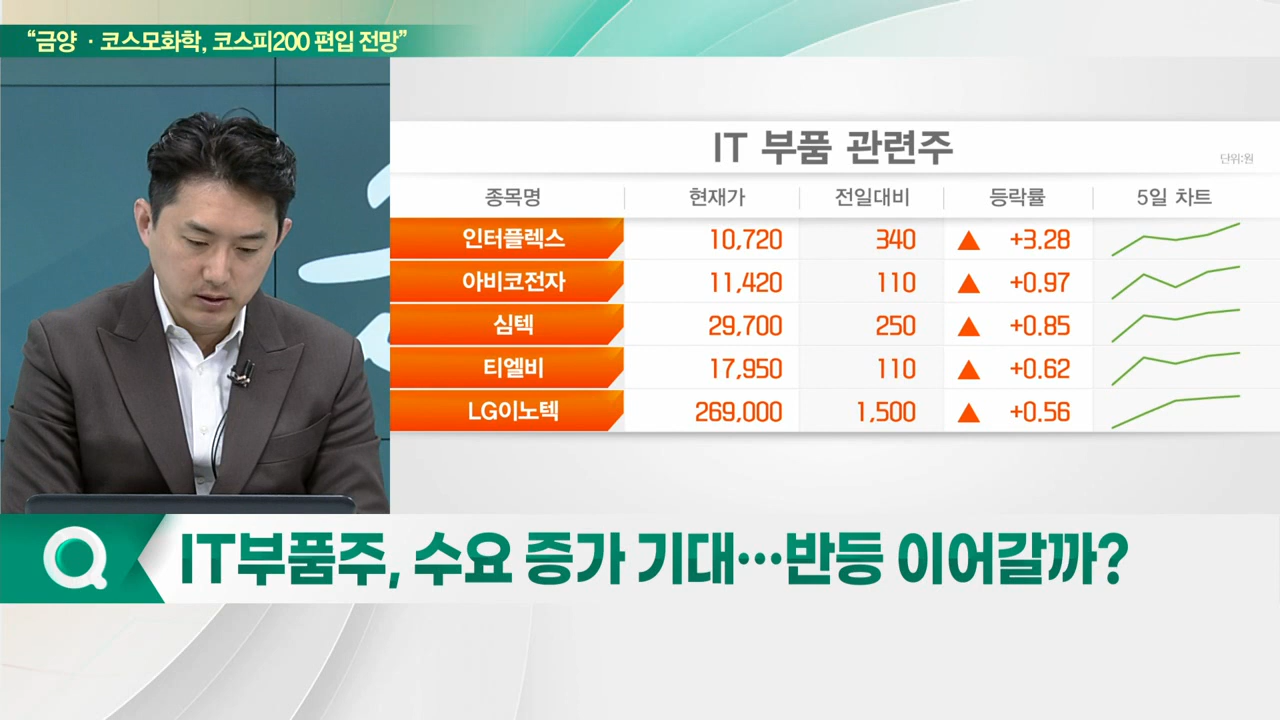 “금양 · 코스모화학, 코스피200 편입 전망”
IT 부품 관련주
단위:원
종목명 현재가 전일대비 등락률 5일 차트
인터플렉스 10,720 340 ▲ +3.28
아비코전자 11,420 110 ▲ +0.97
심텍 29,700 250 ▲ +0.85
티엘비 17,950 110 ▲ +0.62
LG이노텍 269,000 1,500 ▲ +0.56
Q IT부품주, 수요 증가 기대…반등 이어갈까?